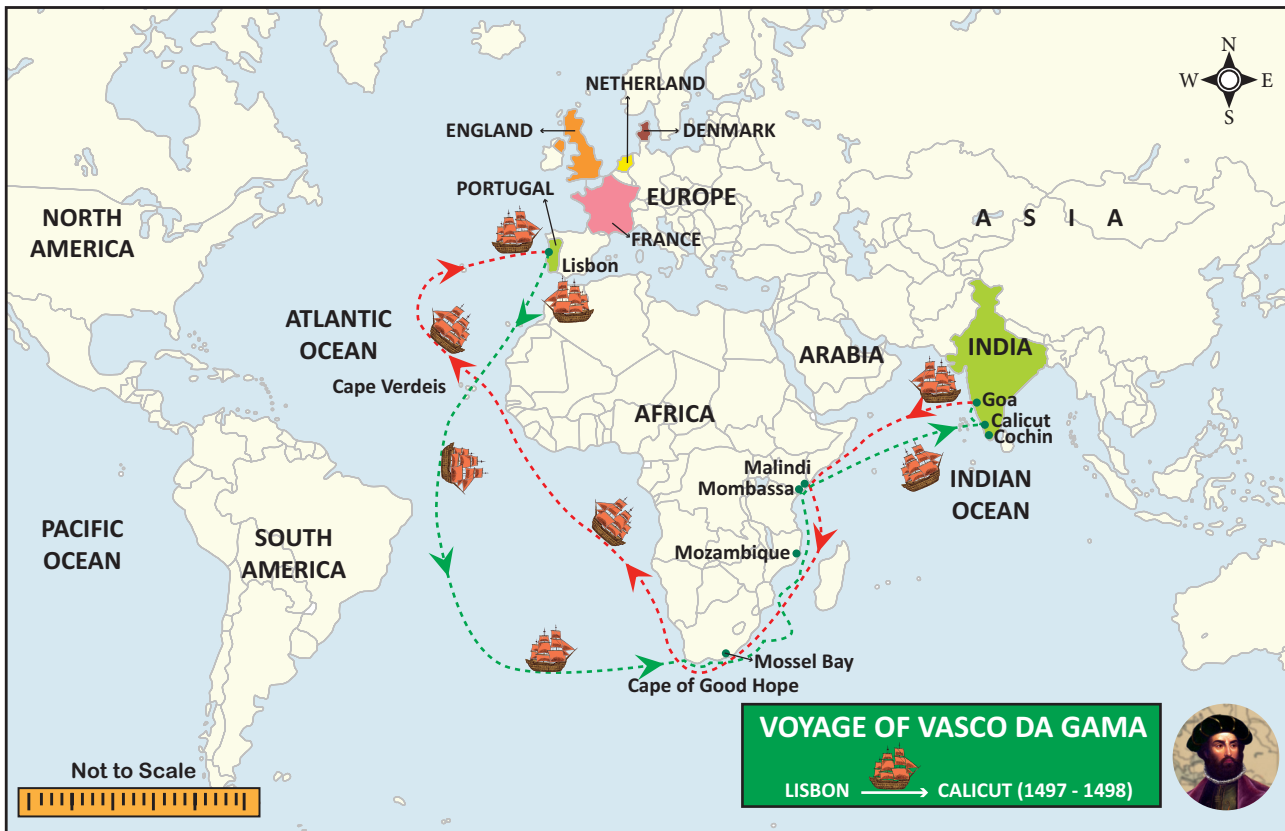 N
W E
S
NETHERLAND
ENGLAND
DENMARK
PORTUGAL
EUROPE
NORTH
AMERICA
A S I A
FRANCE
Lisbon
ATLANTIC
OCEAN
ARABIA
INDIA
Cape Verdeis
AFRICA
Goa
Calicut
Cochin
Malindi
Mombassa
INDIAN
OCEAN
PACIFIC
OCEAN
SOUTH
AMERICA
Mozambique
Mossel Bay
Cape of Good Hope
VOYAGE OF VASCO DA GAMA
LISBON CALICUT (1497 - 1498)
Not to Scale